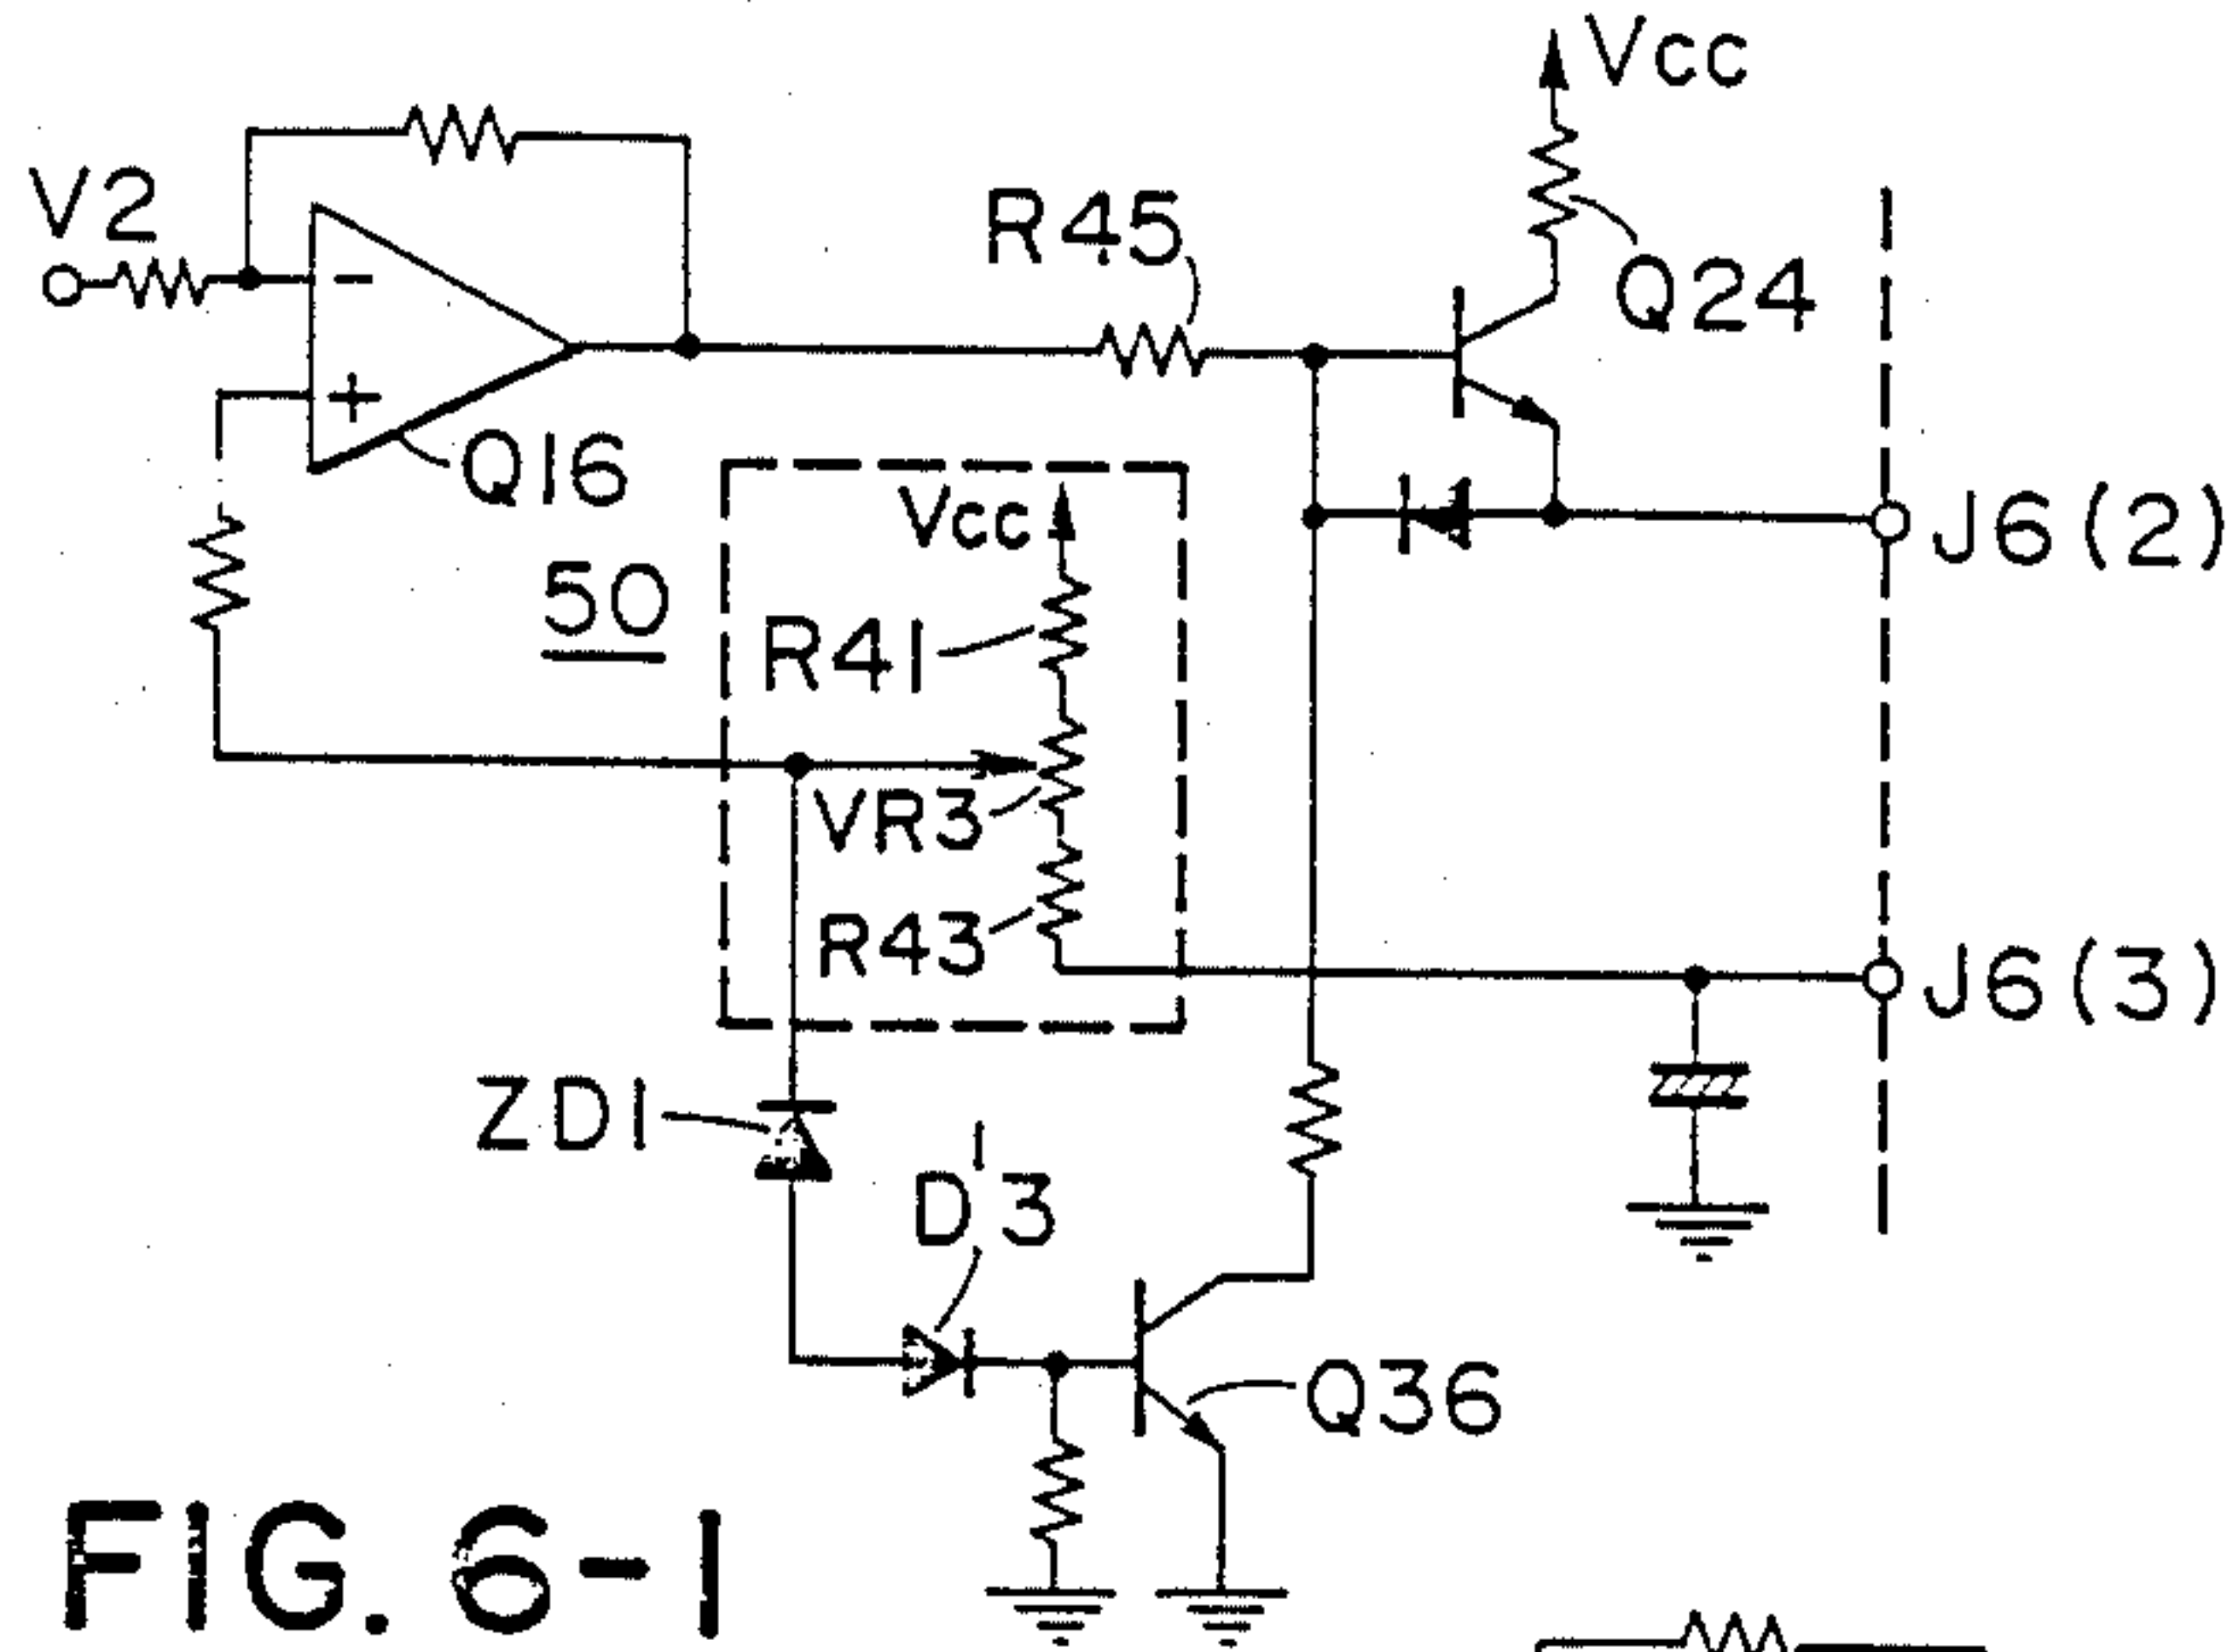 Vcc
V2
R45
Q24
-
+
Q16
Vcc
J6(2)
50
R41
VR3
R43
J6(3)
ZD1
D3
Q36
FIG. 6-1